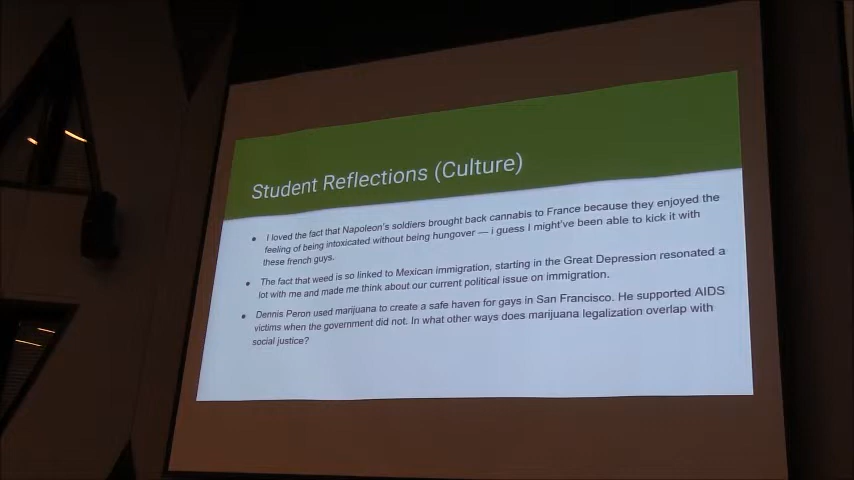 Student Reflections (Culture)
● I loved the fact that Napoleon's soldiers brought back cannabis to France because they enjoyed the
feeling of being intoxicated without being hungover — i guess I might've been able to kick it with
these french guys.
● The fact that weed is so linked to Mexican immigration, starting in the Great Depression resonated a
lot with me and made me think about our current political issue on immigration.
● Dennis Peron used marijuana to create a safe haven for gays in San Francisco. He supported AIDS
victims when the government did not. In what other ways does marijuana legalization overlap with
social justice?